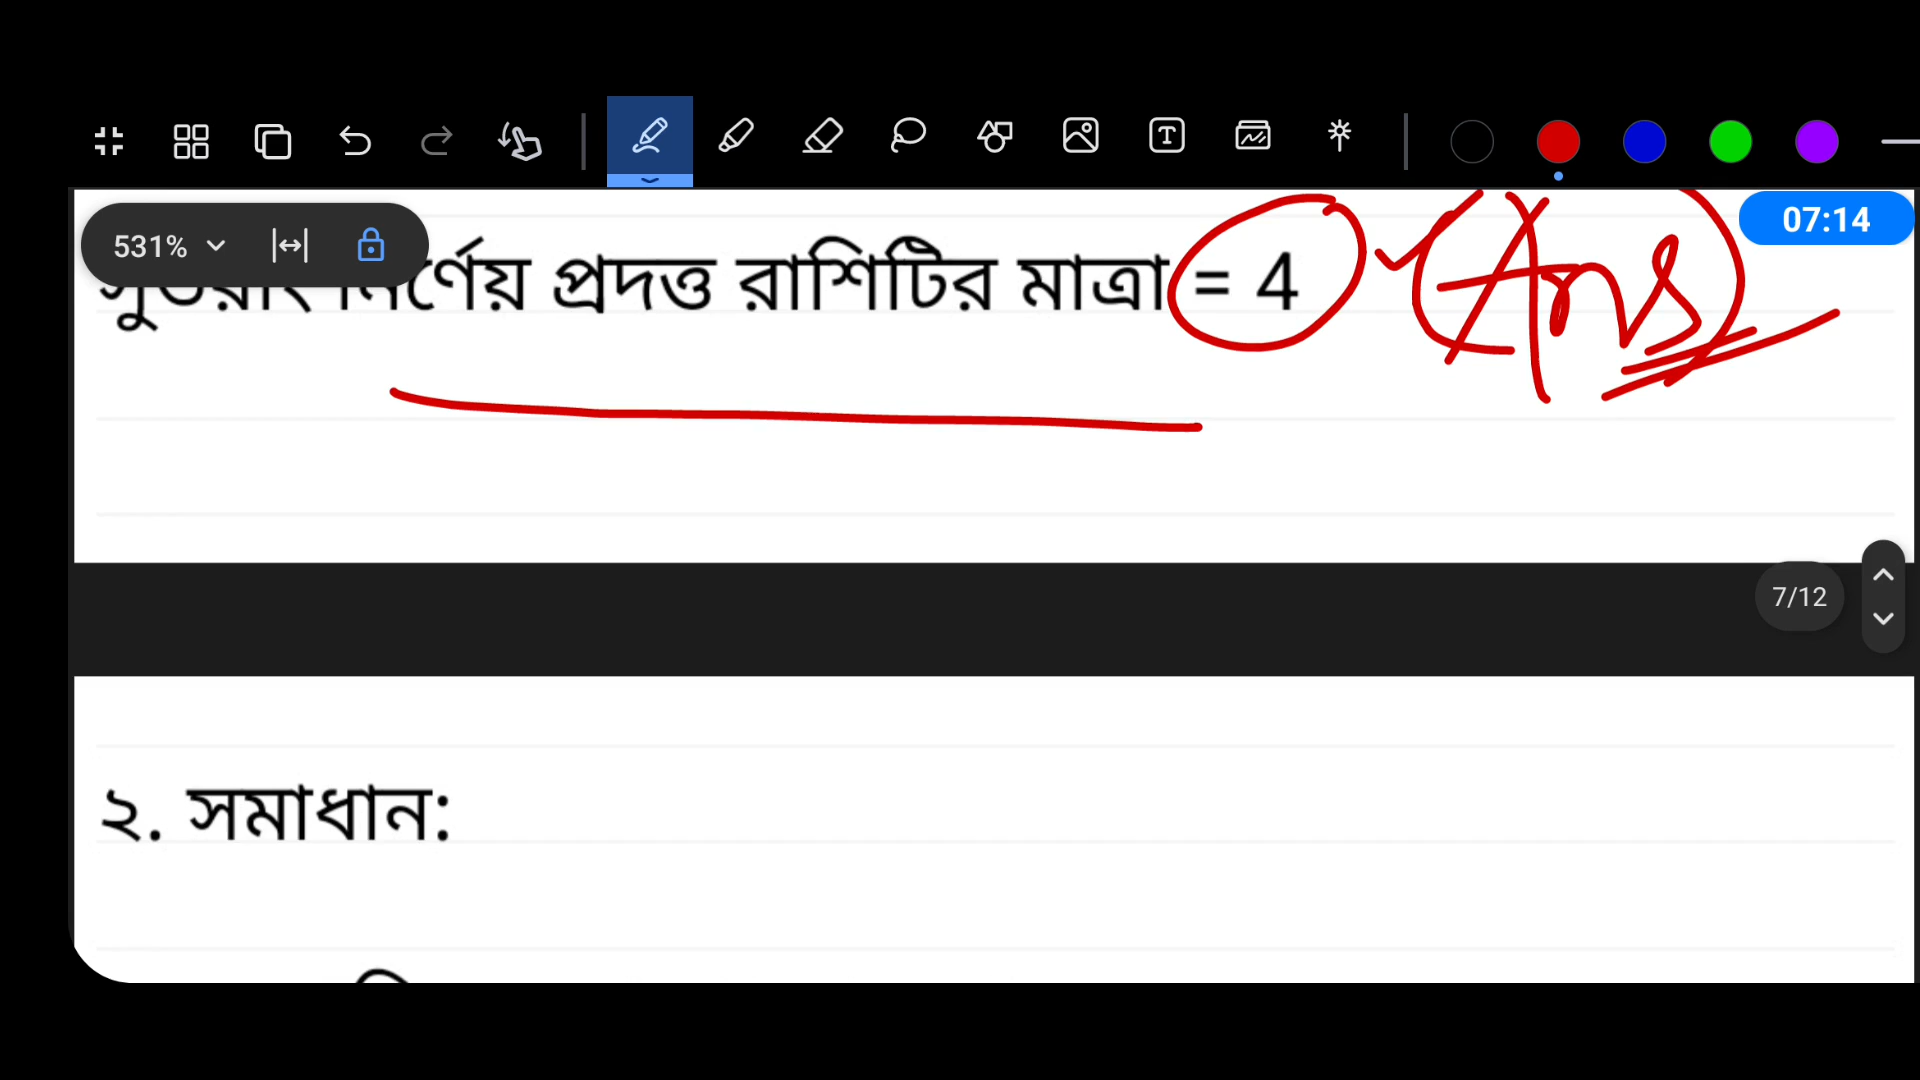 07:14
531%
নির্ণেয় প্রদত্ত রাশিটির মাত্রা = 4 Ans
7/12
২. সমাধান: